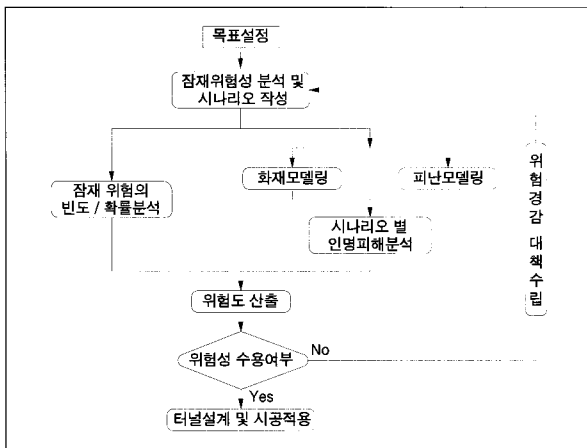 목표설정
잠재위험성 분석 및
시나리오 작성
잠재 위험의
빈도 / 확률분석
화재모델링
피난모델링
시나리오 별
인명피해분석
위험경감 대책수립
위험도 산출
위험성 수용여부
No
Yes
터널설계 및 시공적용